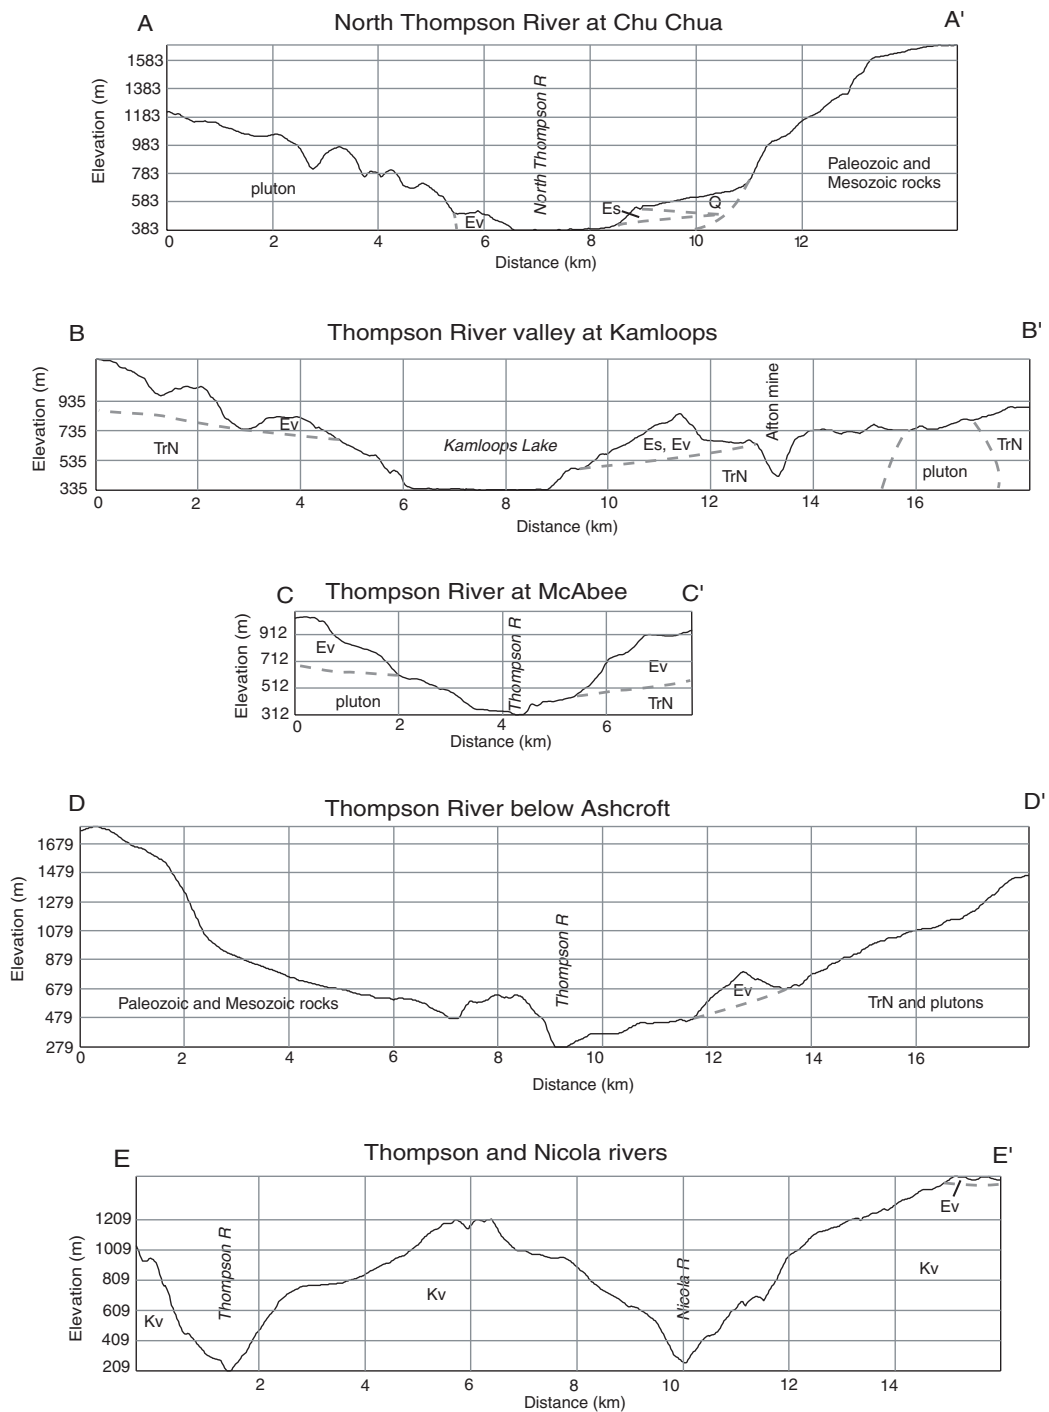 A
North Thompson River at Chu Chua
A'
Elevation (m)
1583
1383
1183
983
783
583
383
pluton
Ev
North Thompson R
Es
Q
Paleozoic and
Mesozoic rocks
0 2 4 6 8 10 12
Distance (km)
B
Thompson River valley at Kamloops
B'
Elevation (m)
935
735
535
335
TrN
Ev
Kamloops Lake
Es, Ev
TrN
Afton mine
pluton
TrN
0 2 4 6 8 10 12 14 16
Distance (km)
C
Thompson River at McAbee
C'
Elevation (m)
912
712
512
312
Ev
pluton
Thompson R
Ev
TrN
0 2 4 6
Distance (km)
D
Thompson River below Ashcroft
D'
Elevation (m)
1679
1479
1279
1079
879
679
479
279
Paleozoic and Mesozoic rocks
Thompson R
Ev
TrN and plutons
0 2 4 6 8 10 12 14 16
Distance (km)
E
Thompson and Nicola rivers
E'
Elevation (m)
1209
1009
809
609
409
209
Kv
Thompson R
Kv
Nicola R
Ev
Kv
2 4 6 8 10 12 14
Distance (km)